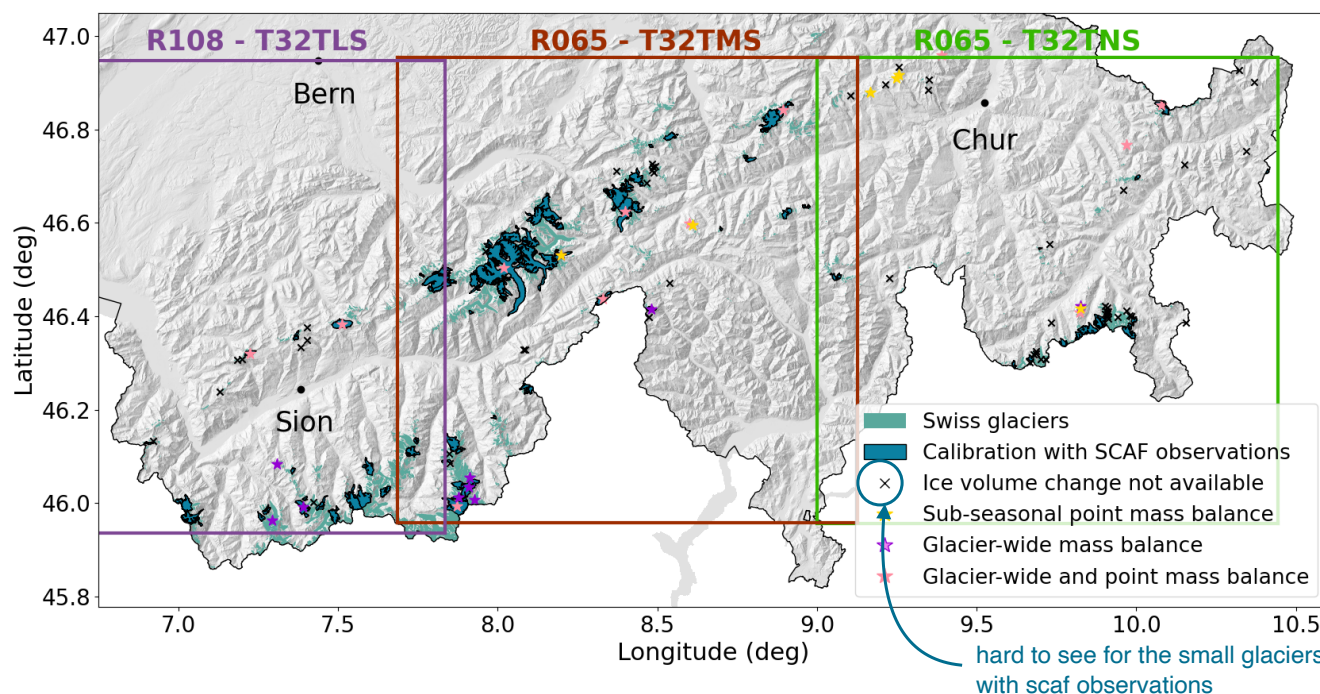 R108 - T32TLS
R065 - T32TMS
R065 - T32TNS
47.0
46.8
46.6
46.4
46.2
46.0
45.8
Latitude (deg)
Bern
Chur
Sion
Swiss glaciers
Calibration with SCAF observations
Ice volume change not available
Sub-seasonal point mass balance
Glacier-wide mass balance
Glacier-wide and point mass balance
7.0 7.5 8.0 8.5 9.0 9.5 10.0 10.5
Longitude (deg)
hard to see for the small glaciers
with scaf observations